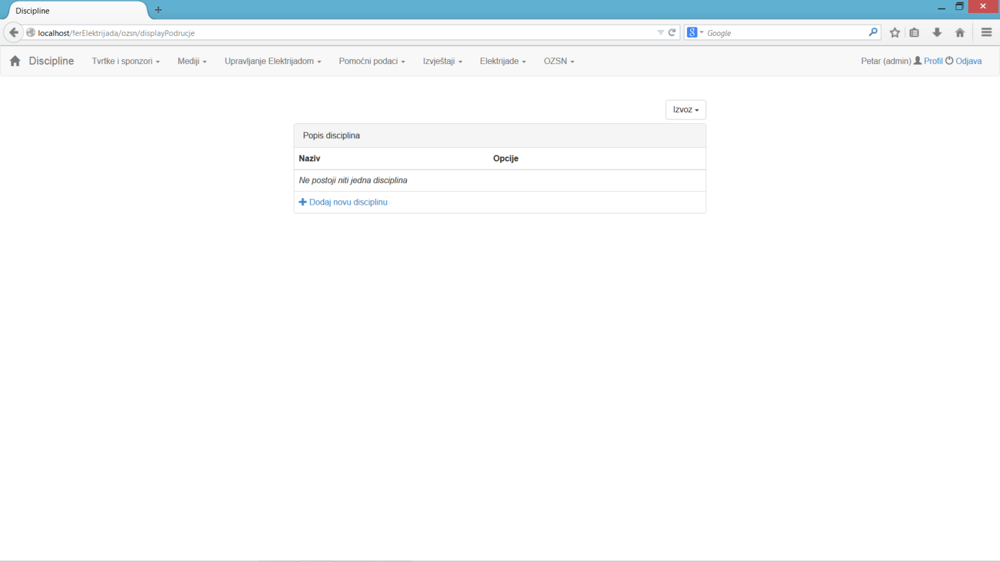 Discipline
localhost/ferElektrijada/ozsn/displayPodrucje
8 Google
Discipline Tvrtke i sponzori Mediji Upravljanje Elektrijadom Pomoćni podaci Izvještaji Elektrijade OZSN Petar (admin) Profil Odjava
Izvoz
Popis disciplina
Naziv Opcije
Ne postoji niti jedna disciplina
Dodaj novu disciplinu